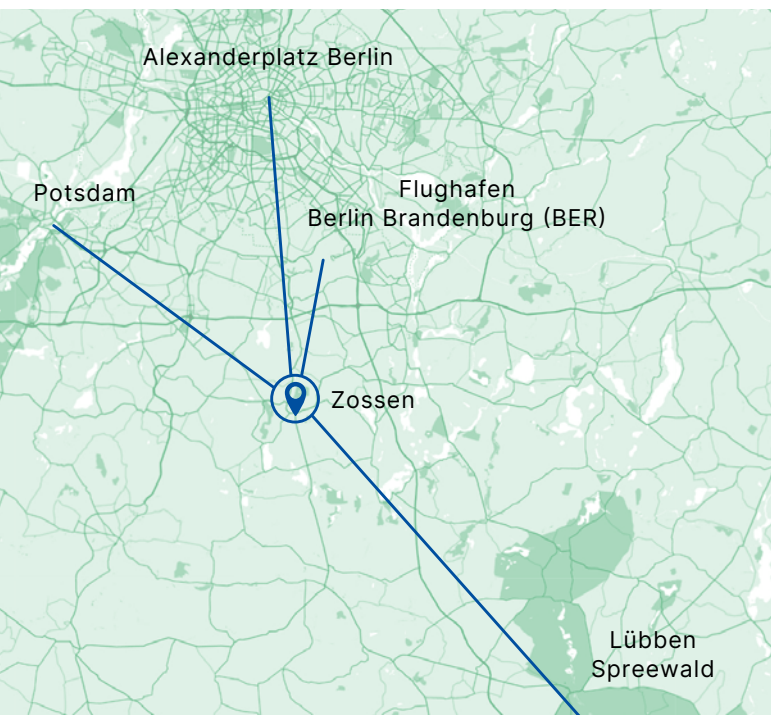 Alexanderplatz Berlin
Potsdam
Flughafen
Berlin Brandenburg (BER)
Zossen
Lübben
Spreewald